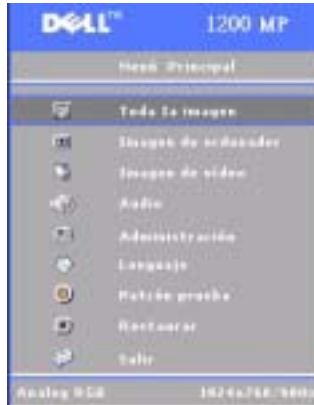 DELL™ 1200 MP
Menú Principal
Toda la imagen
Imagen de ordenador
Imagen de vídeo
Audio
Administración
Lenguaje
Patrón prueba
Restaurar
Salir
Analog RGB 1024x768/60Hz